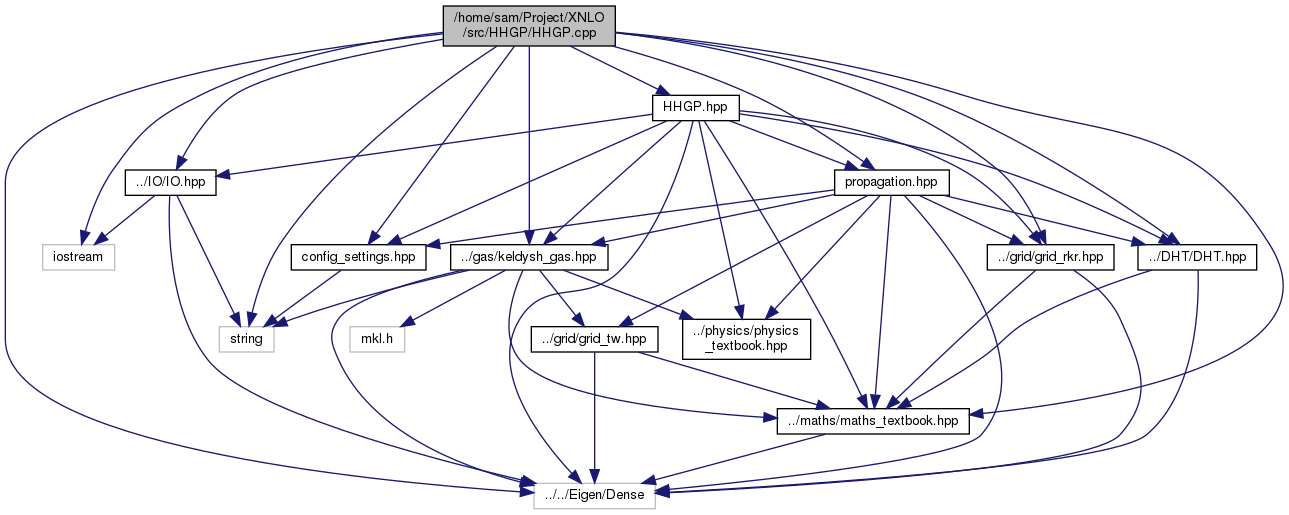 /home/sam/Project/XNLO
/src/HHGP/HHGP.cpp
HHGP.hpp
../IO/IO.hpp
propagation.hpp
iostream
config_settings.hpp
../gas/keldysh_gas.hpp
../grid/grid_rkr.hpp
../DHT/DHT.hpp
string
mkl.h
../grid/grid_tw.hpp
../physics/physics
_textbook.hpp
../maths/maths_textbook.hpp
../../Eigen/Dense